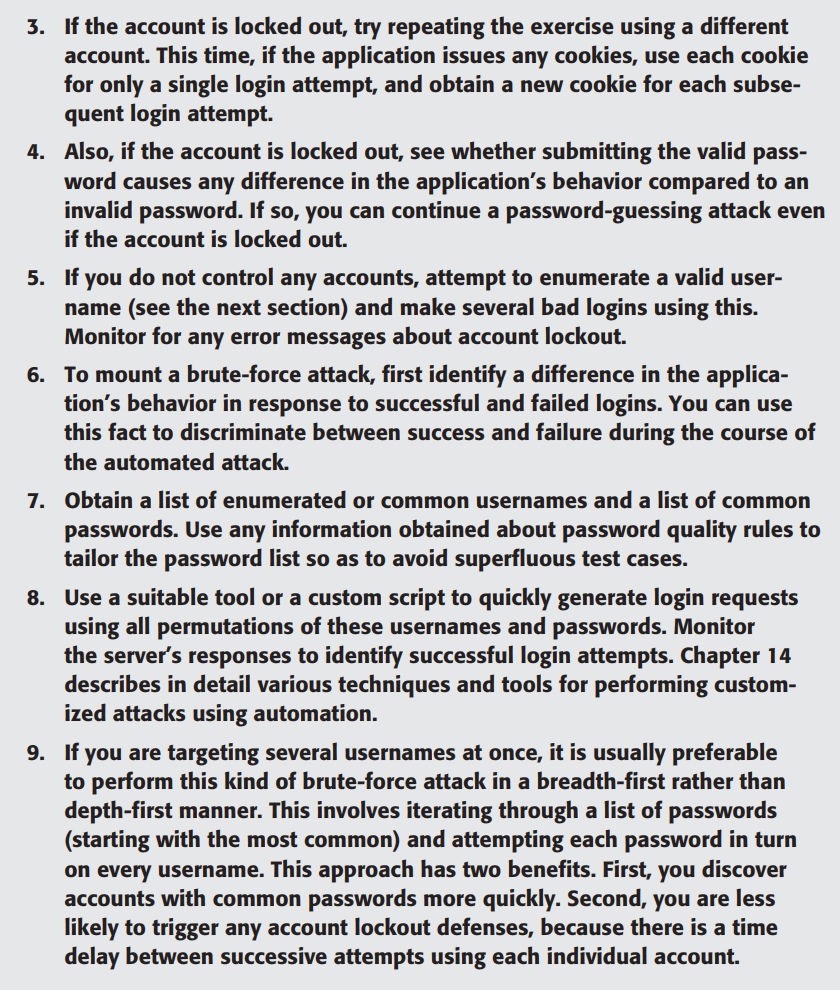 3. If the account is locked out, try repeating the exercise using a different
account. This time, if the application issues any cookies, use each cookie
for only a single login attempt, and obtain a new cookie for each subse-
quent login attempt.
4. Also, if the account is locked out, see whether submitting the valid pass-
word causes any difference in the application’s behavior compared to an
invalid password. If so, you can continue a password-guessing attack even
if the account is locked out.
5. If you do not control any accounts, attempt to enumerate a valid user-
name (see the next section) and make several bad logins using this.
Monitor for any error messages about account lockout.
6. To mount a brute-force attack, first identify a difference in the applica-
tion’s behavior in response to successful and failed logins. You can use
this fact to discriminate between success and failure during the course of
the automated attack.
7. Obtain a list of enumerated or common usernames and a list of common
passwords. Use any information obtained about password quality rules to
tailor the password list so as to avoid superfluous test cases.
8. Use a suitable tool or a custom script to quickly generate login requests
using all permutations of these usernames and passwords. Monitor
the server’s responses to identify successful login attempts. Chapter 14
describes in detail various techniques and tools for performing custom-
ized attacks using automation.
9. If you are targeting several usernames at once, it is usually preferable
to perform this kind of brute-force attack in a breadth-first rather than
depth-first manner. This involves iterating through a list of passwords
(starting with the most common) and attempting each password in turn
on every username. This approach has two benefits. First, you discover
accounts with common passwords more quickly. Second, you are less
likely to trigger any account lockout defenses, because there is a time
delay between successive attempts using each individual account.